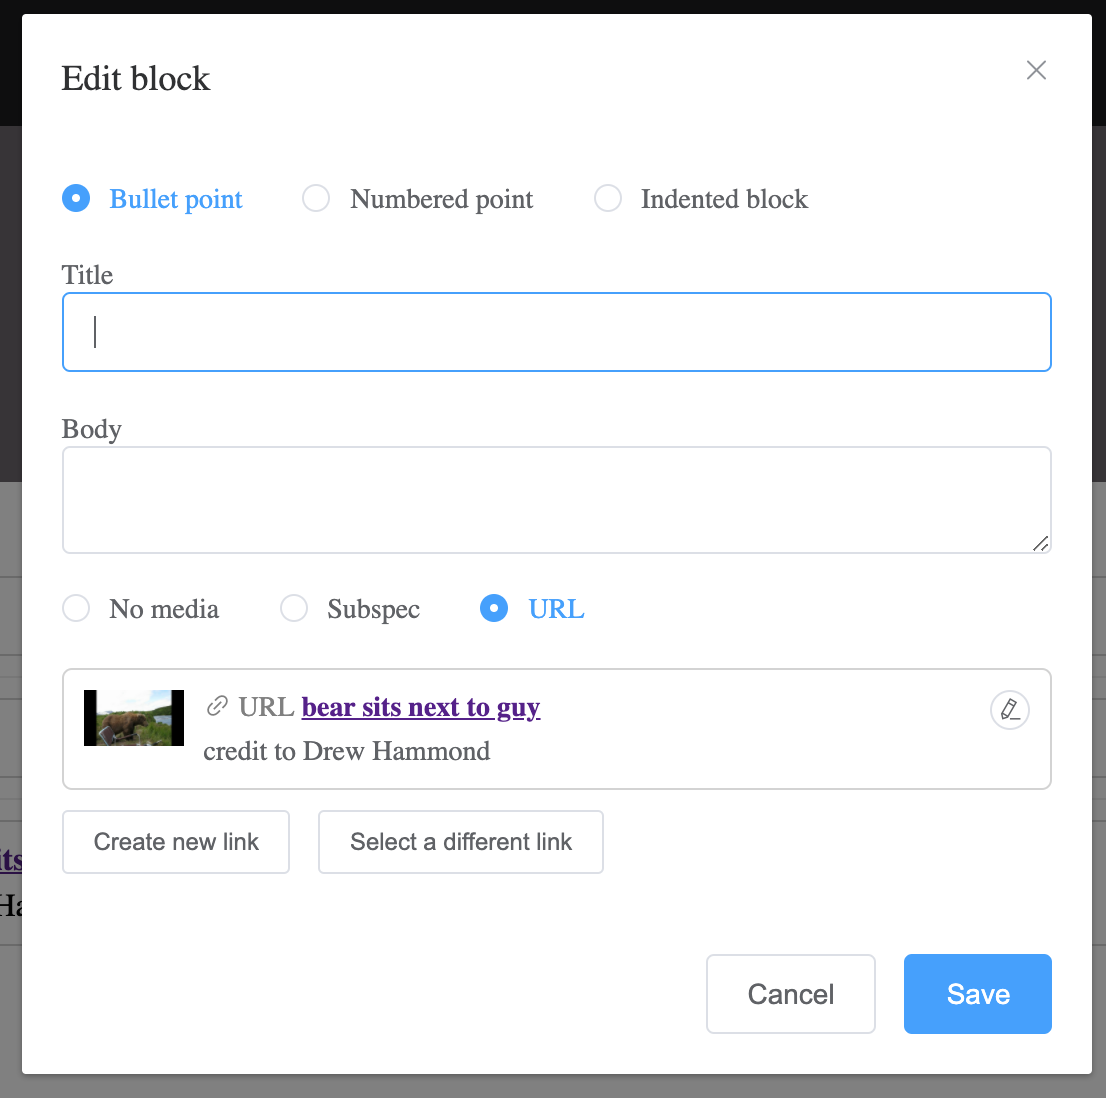 Edit block
Bullet point Numbered point Indented block
Title
Body
No media Subspec URL
URL bear sits next to guy
credit to Drew Hammond
Create new link Select a different link
its
Ha
Cancel Save